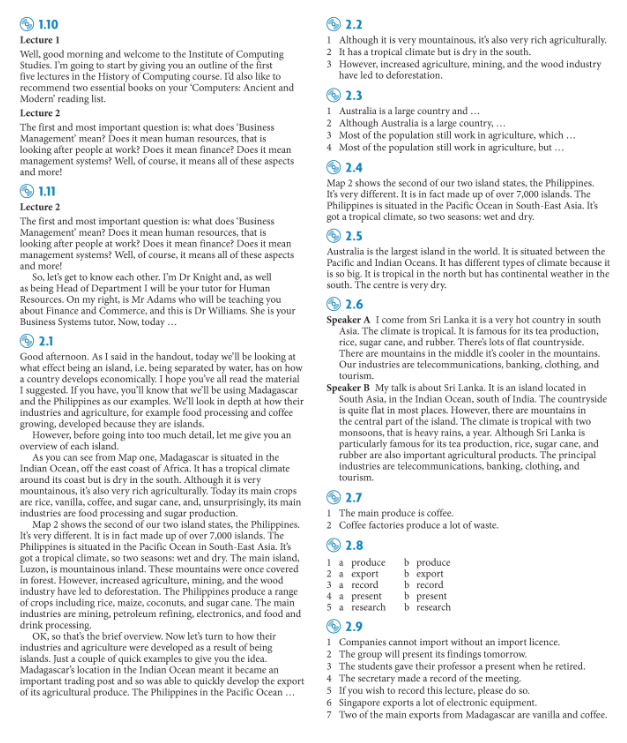 1.10
Lecture 1
Well, good morning and welcome to the Institute of Computing
Studies. I'm going to start by giving you an outline of the first
five lectures in the History of Computing course. I'd also like to
recommend two essential books on your 'Computers: Ancient and
Modern' reading list.
Lecture 2
The first and most important question is: what does 'Business
Management' mean? Does it mean human resources, that is
looking after people at work? Does it mean finance? Does it mean
management systems? Well, of course, it means all of these aspects
and more!
1.11
Lecture 2
The first and most important question is: what does 'Business
Management' mean? Does it mean human resources, that is
looking after people at work? Does it mean finance? Does it mean
management systems? Well, of course, it means all of these aspects
and more!
So, let's get to know each other. I'm Dr Knight and, as well
as being Head of Department I will be your tutor for Human
Resources. On my right, is Mr Adams who will be teaching you
about Finance and Commerce, and this is Dr Williams. She is your
Business Systems tutor. Now, today …
2.1
Good afternoon. As I said in the handout, today we'll be looking at
what effect being an island, i.e. being separated by water, has on how
a country develops economically. I hope you've all read the material
I suggested. If you have, you'll know that we'll be using Madagascar
and the Philippines as our examples. We'll look in depth at how their
industries and agriculture, for example food processing and coffee
growing, developed because they are islands.
However, before going into too much detail, let me give you an
overview of each island.
As you can see from Map one, Madagascar is situated in the
Indian Ocean, off the east coast of Africa. It has a tropical climate
around its coast but is dry in the south. Although it is very
mountainous, it's also very rich agriculturally. Today its main crops
are rice, vanilla, coffee, and sugar cane, and, unsurprisingly, its main
industries are food processing and sugar production.
Map 2 shows the second of our two island states, the Philippines.
It's very different. It is in fact made up of over 7,000 islands. The
Philippines is situated in the Pacific Ocean in South-East Asia. It's
got a tropical climate, so two seasons: wet and dry. The main island,
Luzon, is mountainous inland. These mountains were once covered
in forest. However, increased agriculture, mining, and the wood
industry have led to deforestation. The Philippines produce a range
of crops including rice, maize, coconuts, and sugar cane. The main
industries are mining, petroleum refining, electronics, and food and
drink processing.
OK, so that's the brief overview. Now let's turn to how their
industries and agriculture were developed as a result of being
islands. Just a couple of quick examples to give you the idea.
Madagascar's location in the Indian Ocean meant it became an
important trading post and so was able to quickly develop the export
of its agricultural produce. The Philippines in the Pacific Ocean …
2.2
1 Although it is very mountainous, it's also very rich agriculturally.
2 It has a tropical climate but is dry in the south.
3 However, increased agriculture, mining, and the wood industry
have led to deforestation.
2.3
1 Australia is a large country and …
2 Although Australia is a large country, …
3 Most of the population still work in agriculture, which …
4 Most of the population still work in agriculture, but …
2.4
Map 2 shows the second of our two island states, the Philippines.
It's very different. It is in fact made up of over 7,000 islands. The
Philippines is situated in the Pacific Ocean in South-East Asia. It's
got a tropical climate, so two seasons: wet and dry.
2.5
Australia is the largest island in the world. It is situated between the
Pacific and Indian Oceans. It has different types of climate because it
is so big. It is tropical in the north but has continental weather in the
south. The centre is very dry.
2.6
Speaker A I come from Sri Lanka it is a very hot country in south
Asia. The climate is tropical. It is famous for its tea production,
rice, sugar cane, and rubber. There's lots of flat countryside.
There are mountains in the middle it's cooler in the mountains.
Our industries are telecommunications, banking, clothing, and
tourism.
Speaker B My talk is about Sri Lanka. It is an island located in
South Asia, in the Indian Ocean, south of India. The countryside
is quite flat in most places. However, there are mountains in
the central part of the island. The climate is tropical with two
monsoons, that is heavy rains, a year. Although Sri Lanka is
particularly famous for its tea production, rice, sugar cane, and
rubber are also important agricultural products. The principal
industries are telecommunications, banking, clothing, and
tourism.
2.7
1 The main produce is coffee.
2 Coffee factories produce a lot of waste.
2.8
1 a produce b produce
2 a export b export
3 a record b record
4 a present b present
5 a research b research
2.9
1 Companies cannot import without an import licence.
2 The group will present its findings tomorrow.
3 The students gave their professor a present when he retired.
4 The secretary made a record of the meeting.
5 If you wish to record this lecture, please do so.
6 Singapore exports a lot of electronic equipment.
7 Two of the main exports from Madagascar are vanilla and coffee.